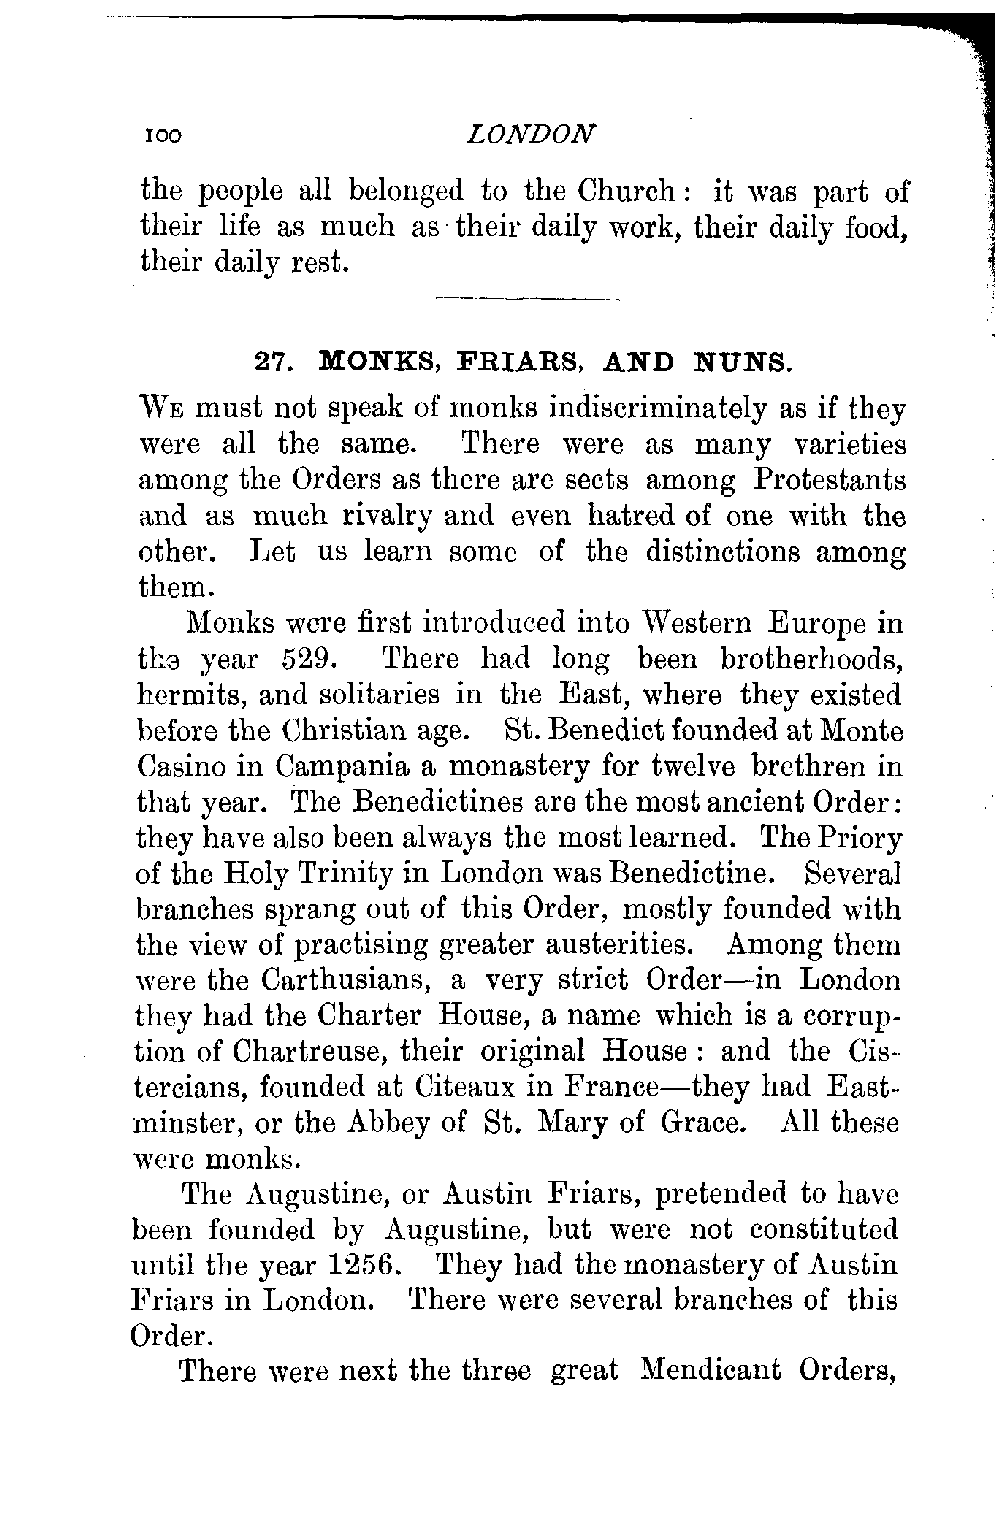 100 LONDON
the people all belonged to the Church : it was part of
their life as much as their daily work, their daily food,
their daily rest.
27. MONKS, FRIARS, AND NUNS.
WE must not speak of monks indiscriminately as if they
were all the same. There were as many varieties
among the Orders as there are sects among Protestants
and as much rivalry and even hatred of one with the
other. Let us learn some of the distinctions among
them.
Monks were first introduced into Western Europe in
the year 529. There had long been brotherhoods,
hermits, and solitaries in the East, where they existed
before the Christian age. St. Benedict founded at Monte
Casino in Campania a monastery for twelve brethren in
that year. The Benedictines are the most ancient Order:
they have also been always the most learned. The Priory
of the Holy Trinity in London was Benedictine. Several
branches sprang out of this Order, mostly founded with
the view of practising greater austerities. Among them
were the Carthusians, a very strict Order—in London
they had the Charter House, a name which is a corrup-
tion of Chartreuse, their original House : and the Cis-
tercians, founded at Citeaux in France—they had East-
minster, or the Abbey of St. Mary of Grace. All these
were monks.
The Augustine, or Austin Friars, pretended to have
been founded by Augustine, but were not constituted
until the year 1256. They had the monastery of Austin
Friars in London. There were several branches of this
Order.
There were next the three great Mendicant Orders,